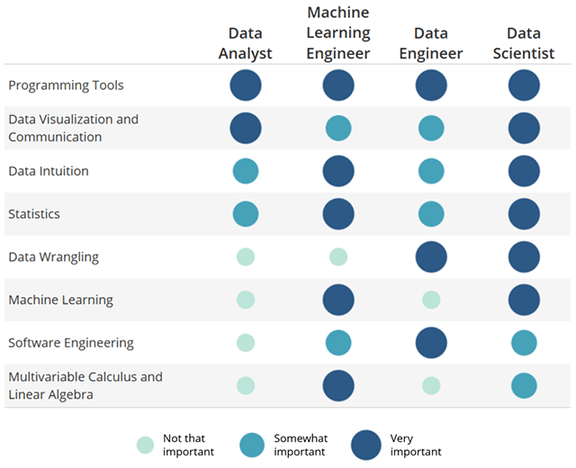 Data Analyst
Machine Learning Engineer
Data Engineer
Data Scientist
Programming Tools
Data Visualization and
Communication
Data Intuition
Statistics
Data Wrangling
Machine Learning
Software Engineering
Multivariable Calculus and
Linear Algebra
Not that
important
Somewhat
important
Very
important